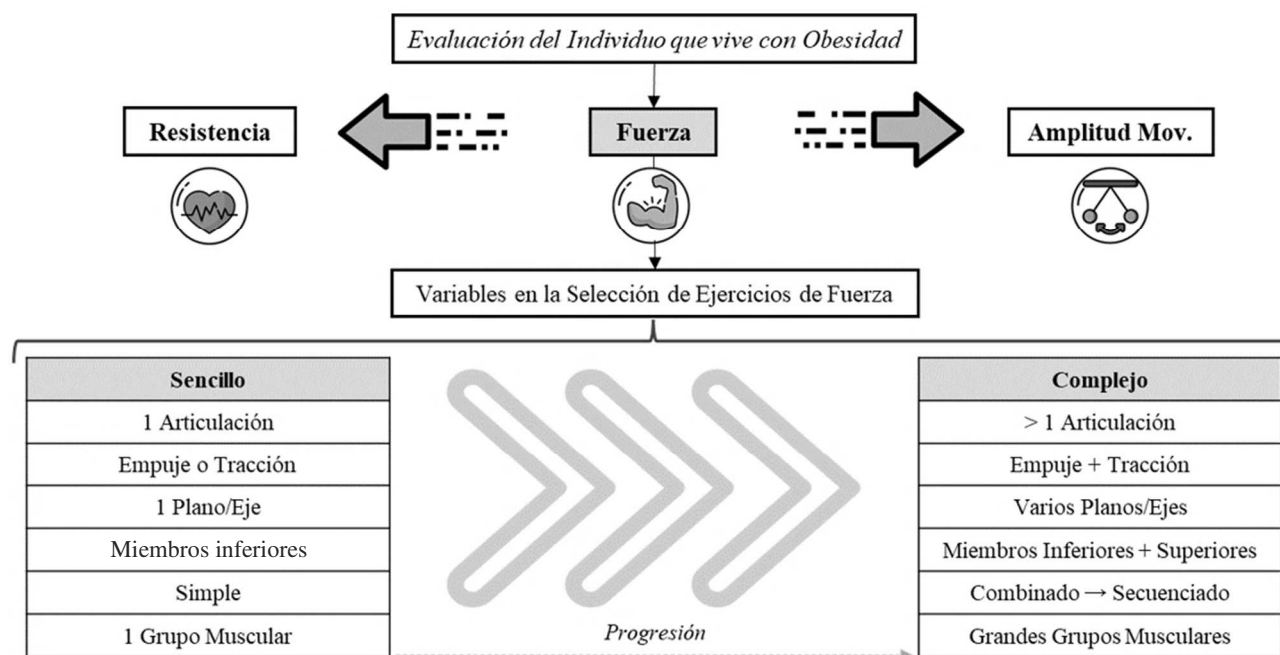 Evaluación del Individuo que vive con Obesidad
Resistencia
Fuerza
Amplitud Mov.
Variables en la Selección de Ejercicios de Fuerza
Sencillo
1 Articulación
Empuje o Tracción
1 Plano/Eje
Miembros inferiores
Simple
1 Grupo Muscular
Progresión
Complejo
> 1 Articulación
Empuje + Tracción
Varios Planos/Ejes
Miembros Inferiores + Superiores
Combinado → Secuenciado
Grandes Grupos Musculares